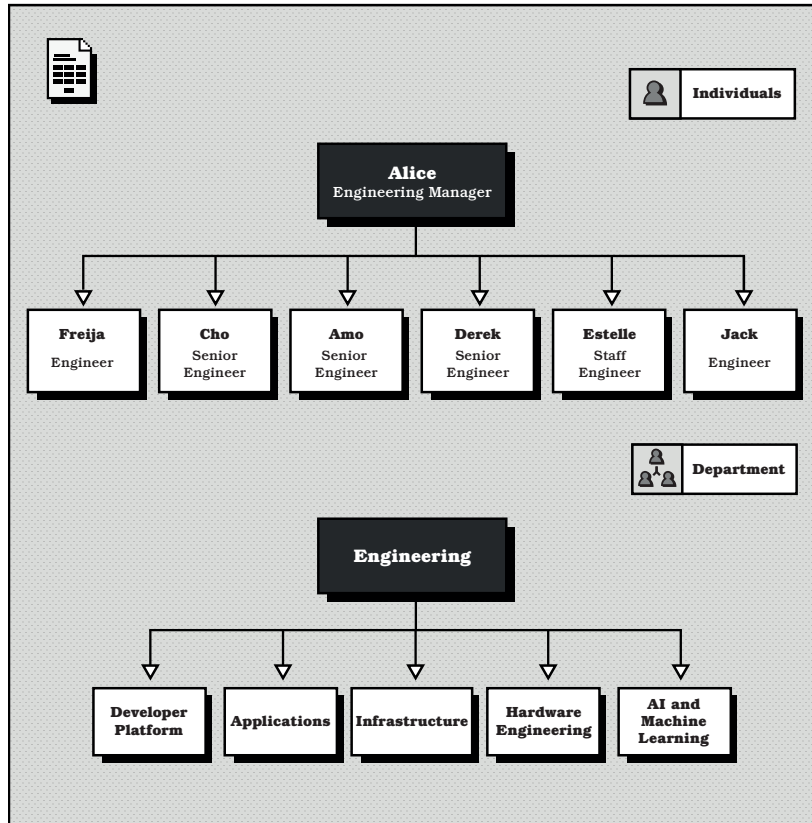 Individuals
Alice
Engineering Manager
Freija
Engineer
Cho
Senior
Engineer
Amo
Senior
Engineer
Derek
Senior
Engineer
Estelle
Staff
Engineer
Jack
Engineer
Department
Engineering
Developer
Platform
Applications
Infrastructure
Hardware
Engineering
AI and
Machine
Learning